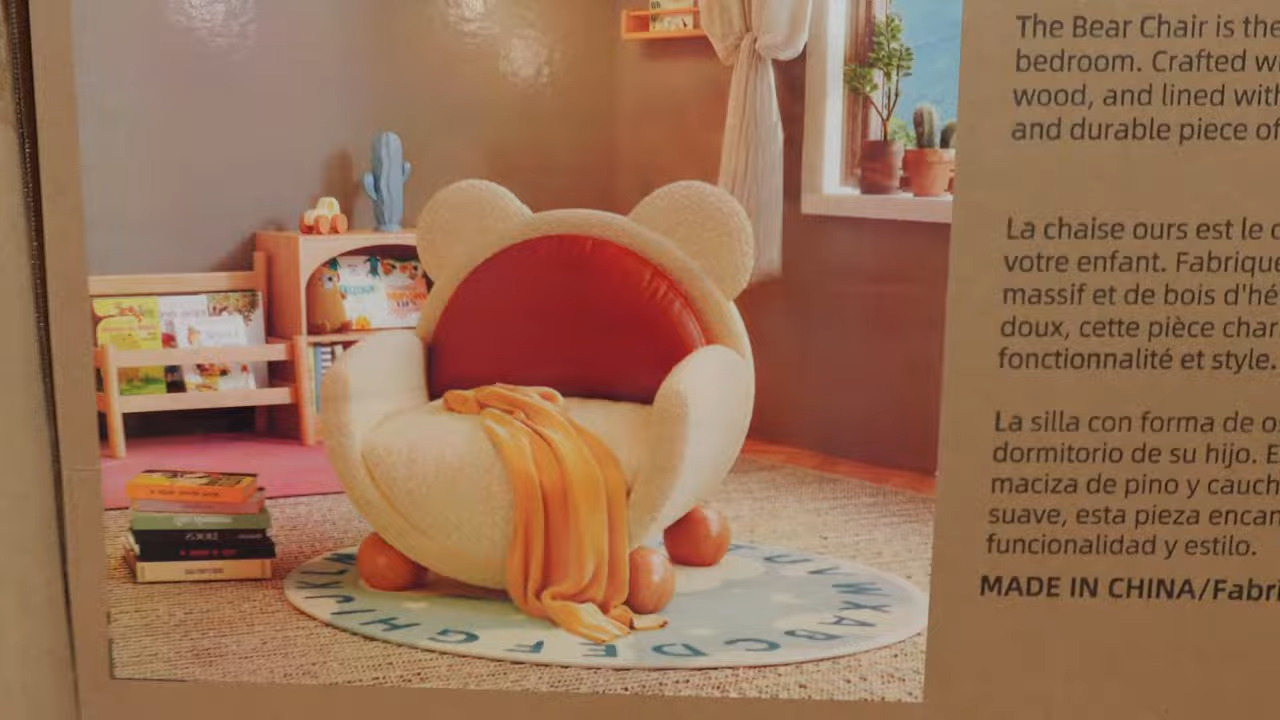 The Bear Chair is the
bedroom. Crafted wi
wood, and lined with
and durable piece of
La chaise ours est le
votre enfant. Fabrique
massif et de bois d'hé
doux, cette pièce char
fonctionnalité et style.
La silla con forma de o
dormitorio de su hijo. E
maciza de pino y cauch
suave, esta pieza encan
funcionalidad y estilo.
MADE IN CHINA/Fabri
DOGS
A B C D E F G H I J K